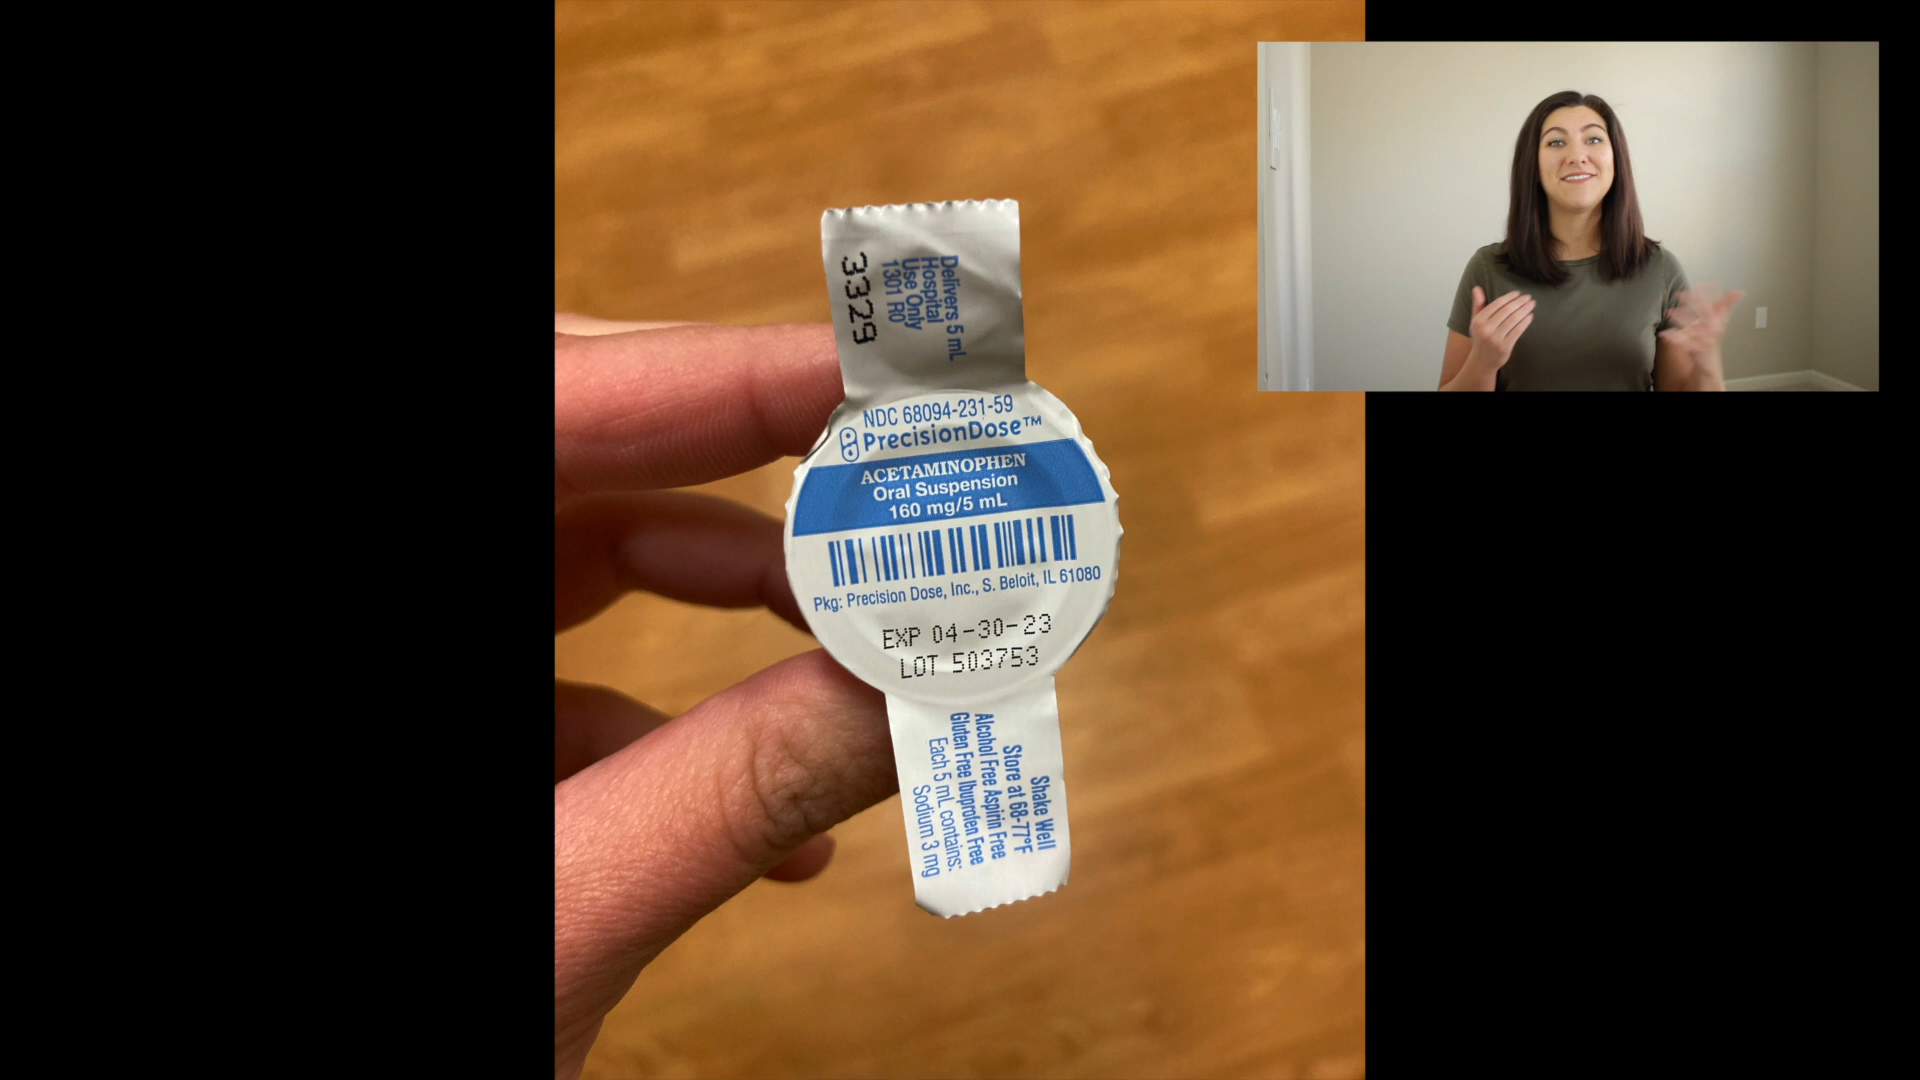 Delivers 5 mL
Hospital
Use Only
1301 R0
3329
NDC 68094-231-59
PrecisionDose™
ACETAMINOPHEN
Oral Suspension
160 mg/5 mL
Pkg: Precision Dose, Inc., S. Beloit, IL 61080
EXP 04-30-23
LOT 503753
Shake Well
Store at 68-77°F
Alcohol Free Aspirin Free
Gluten Free Ibuprofen Free
Each 5 mL contains:
Sodium 3 mg